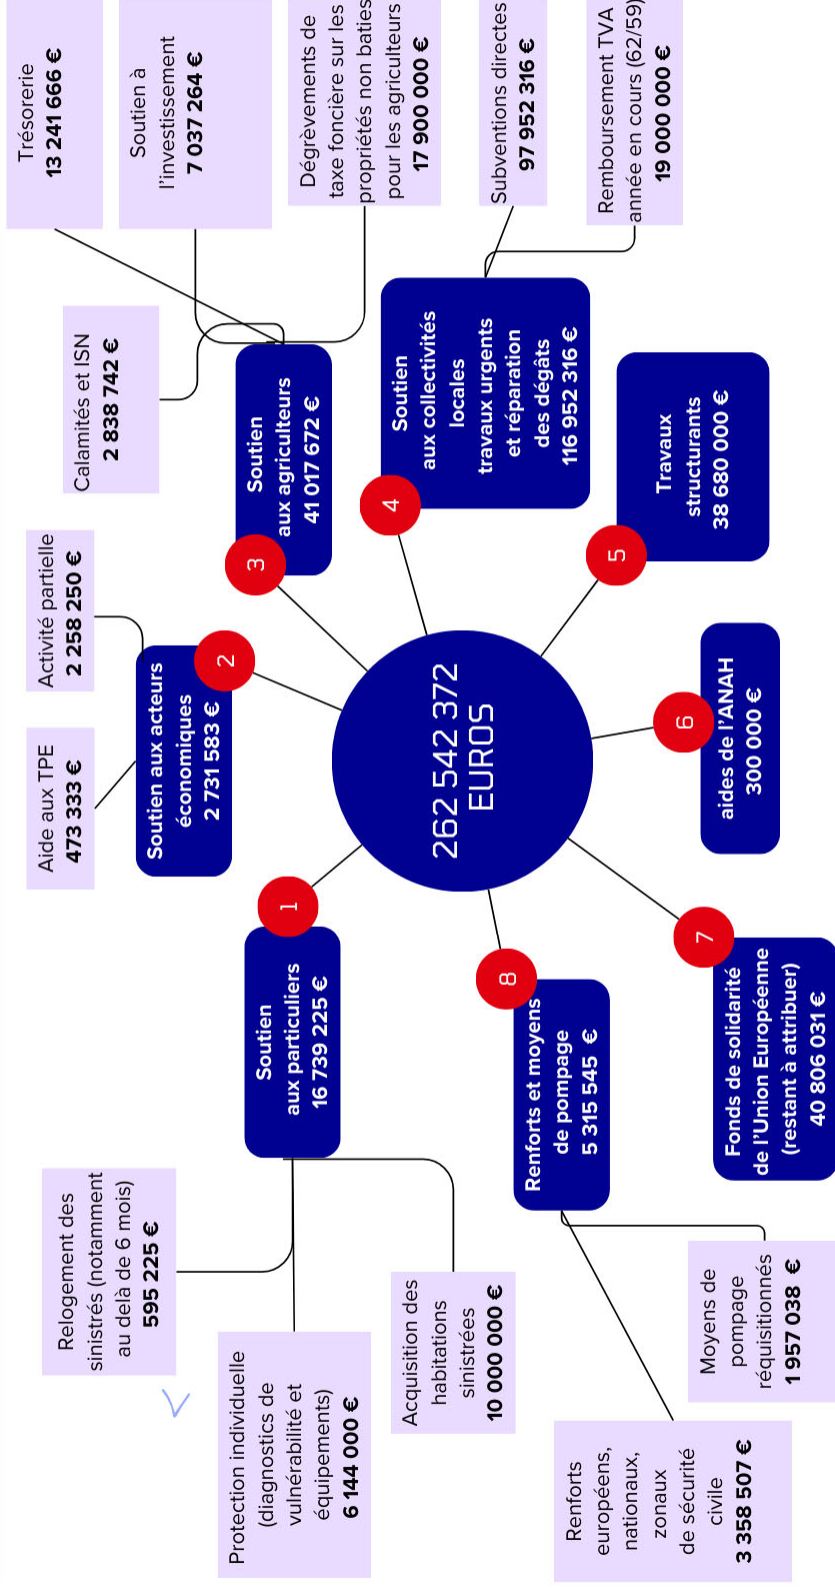 262 542 372
EUROS
1
Soutien
aux particuliers
16 739 225 €
Relogement des
sinistrés (notamment
au delà de 6 mois)
595 225 €
Protection individuelle
(diagnostics de
vulnérabilité et
équipements)
6 144 000 €
Acquisition des
habitations
sinistrées
10 000 000 €
2
Soutien aux acteurs
économiques
2 731 583 €
Aide aux TPE
473 333 €
Activité partielle
2 258 250 €
3
Soutien
aux agriculteurs
41 017 672 €
Calamités et ISN
2 838 742 €
Trésorerie
13 241 666 €
Soutien à
l'investissement
7 037 264 €
Dégrèvements de
taxe foncière sur les
propriétés non baties
pour les agriculteurs
17 900 000 €
4
Soutien
aux collectivités
locales
travaux urgents
et réparation
des dégâts
116 952 316 €
Subventions directes
97 952 316 €
Remboursement TVA
année en cours (62/59)
19 000 000 €
5
Travaux
structurants
38 680 000 €
6
aides de l'ANAH
300 000 €
7
Fonds de solidarité
de l'Union Européenne
(restant à attribuer)
40 806 031 €
8
Renforts et moyens
de pompage
5 315 545 €
Renforts
européens,
nationaux,
zonaux
de sécurité
civile
3 358 507 €
Moyens de
pompage
réquisitionnés
1 957 038 €